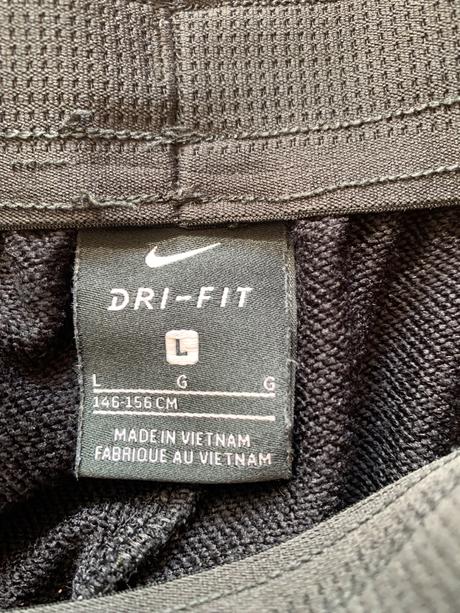 DRI-FIT
L
L G G
146-156 CM
MADE IN VIETNAM
FABRIQUE AU VIETNAM